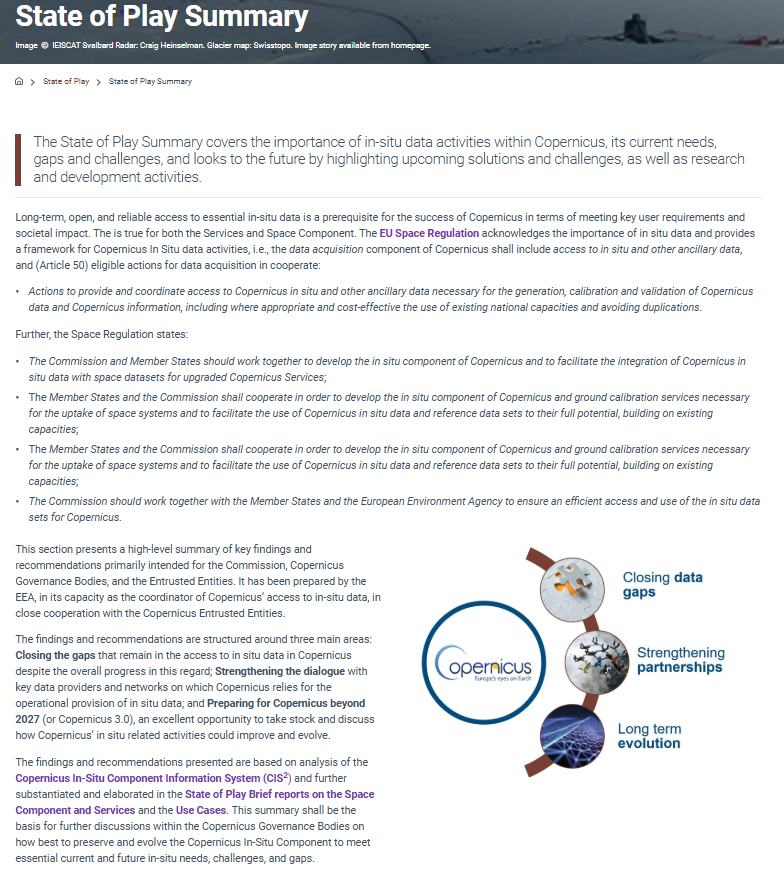 State of Play Summary
Image © IEISCAT Svalbard Radar: Craig Heinselman. Glacier map: Swisstopo. Image story available from homepage.
State of Play
State of Play Summary
The State of Play Summary covers the importance of in-situ data activities within Copernicus, its current needs,
gaps and challenges, and looks to the future by highlighting upcoming solutions and challenges, as well as research
and development activities.
Long-term, open, and reliable access to essential in-situ data is a prerequisite for the success of Copernicus in terms of meeting key user requirements and
societal impact. The is true for both the Services and Space Component. The EU Space Regulation acknowledges the importance of in situ data and provides
a framework for Copernicus In Situ data activities, i.e., the data acquisition component of Copernicus shall include access to in situ and other ancillary data,
and (Article 50) eligible actions for data acquisition in cooperate:
• Actions to provide and coordinate access to Copernicus in situ and other ancillary data necessary for the generation, calibration and validation of Copernicus
data and Copernicus information, including where appropriate and cost-effective the use of existing national capacities and avoiding duplications.
Further, the Space Regulation states:
• The Commission and Member States should work together to develop the in situ component of Copernicus and to facilitate the integration of Copernicus in
situ data with space datasets for upgraded Copernicus Services;
• The Member States and the Commission shall cooperate in order to develop the in situ component of Copernicus and ground calibration services necessary
for the uptake of space systems and to facilitate the use of Copernicus in situ data and reference data sets to their full potential, building on existing
capacities;
• The Member States and the Commission shall cooperate in order to develop the in situ component of Copernicus and ground calibration services necessary
for the uptake of space systems and to facilitate the use of Copernicus in situ data and reference data sets to their full potential, building on existing
capacities;
• The Commission should work together with the Member States and the European Environment Agency to ensure an efficient access and use of the in situ data
sets for Copernicus.
This section presents a high-level summary of key findings and
recommendations primarily intended for the Commission, Copernicus
Governance Bodies, and the Entrusted Entities. It has been prepared by the
EEA, in its capacity as the coordinator of Copernicus' access to in-situ data, in
close cooperation with the Copernicus Entrusted Entities.
The findings and recommendations are structured around three main areas:
Closing the gaps that remain in the access to in situ data in Copernicus
despite the overall progress in this regard; Strengthening the dialogue with
key data providers and networks on which Copernicus relies for the
operational provision of in situ data; and Preparing for Copernicus beyond
2027 (or Copernicus 3.0), an excellent opportunity to take stock and discuss
how Copernicus' in situ related activities could improve and evolve.
The findings and recommendations presented are based on analysis of the
Copernicus In-Situ Component Information System (CIS²) and further
substantiated and elaborated in the State of Play Brief reports on the Space
Component and Services and the Use Cases. This summary shall be the
basis for further discussions within the Copernicus Governance Bodies on
how best to preserve and evolve the Copernicus In-Situ Component to meet
essential current and future in-situ needs, challenges, and gaps.
Copernicus
Europe's eyes on Earth
Closing data
gaps
Strengthening
partnerships
Long term
evolution